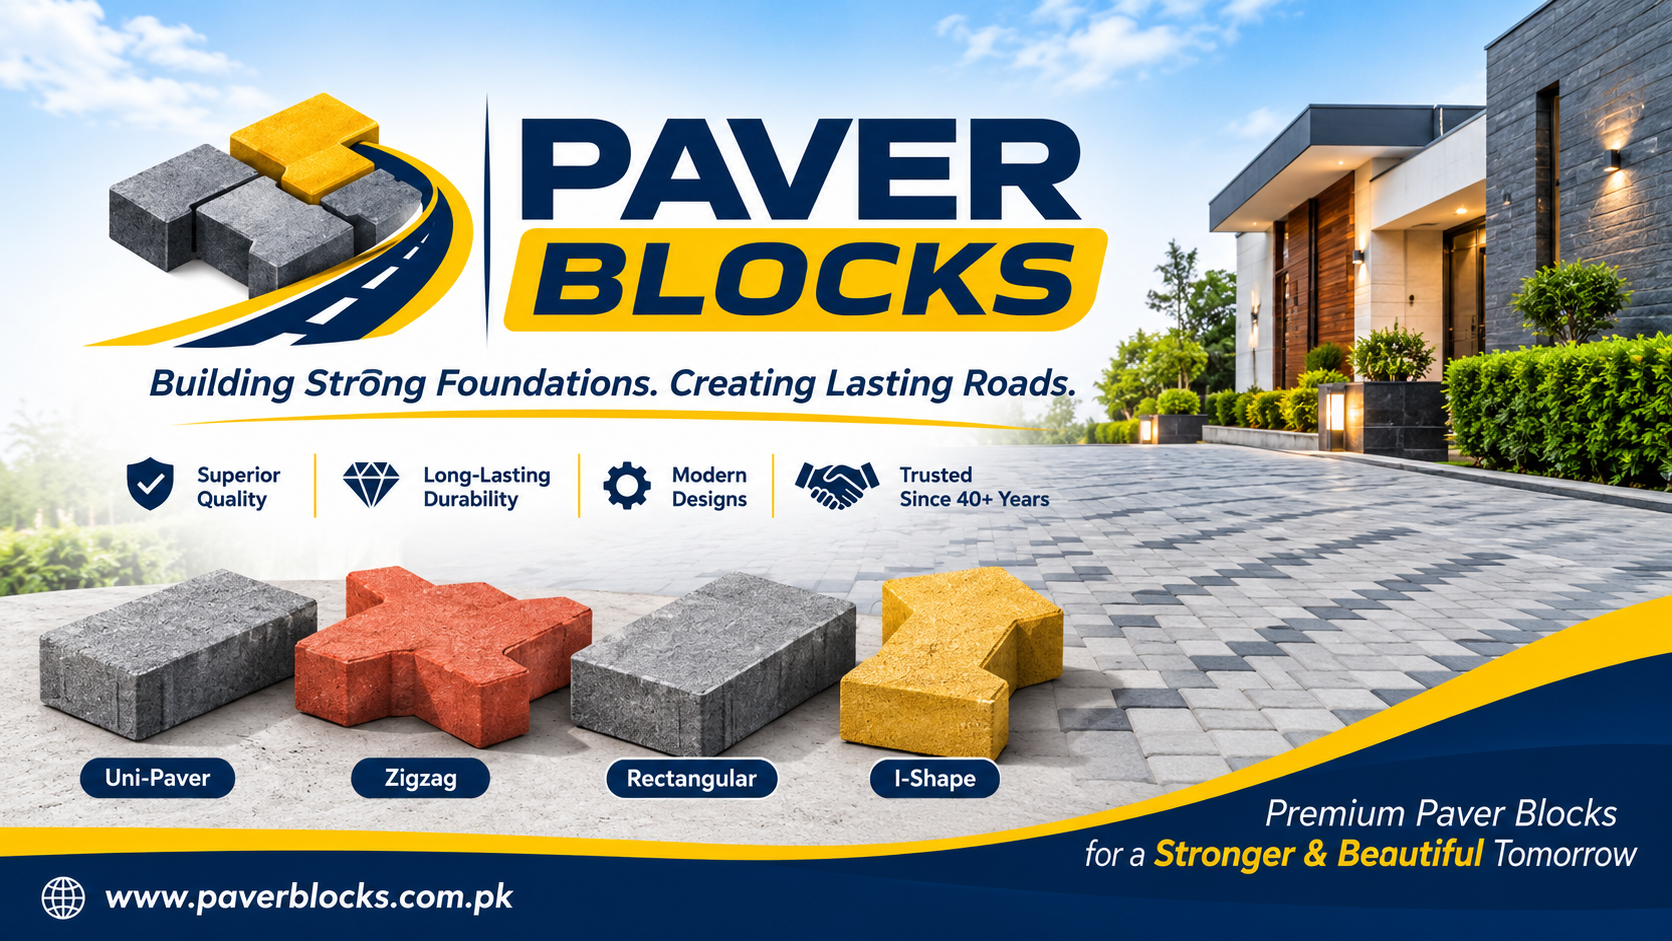 PAVER
BLOCKS
Building Strōng Foundations. Creating Lasting Roads.
Superior
Quality
Long-Lasting
Durability
Modern
Designs
Trusted
Since 40+ Years
Uni-Paver
Zigzag
Rectangular
I-Shape
Premium Paver Blocks
for a Stronger & Beautiful Tomorrow
www.paverblocks.com.pk